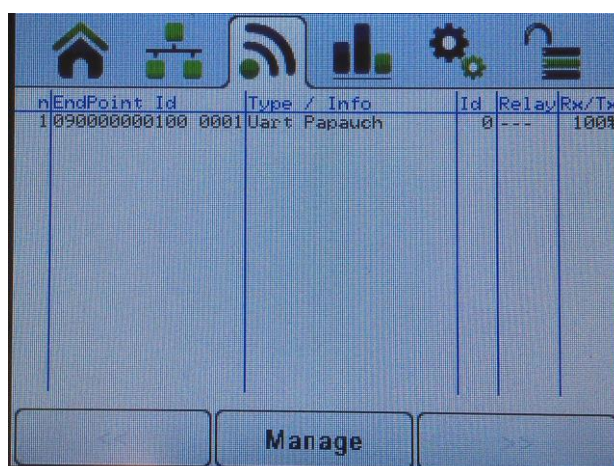 n EndPoint Id Type / Info Id Relay Rx/Tx
1 090000000100 0001 Uart Papauch 0 --- 100%
<< Manage >>